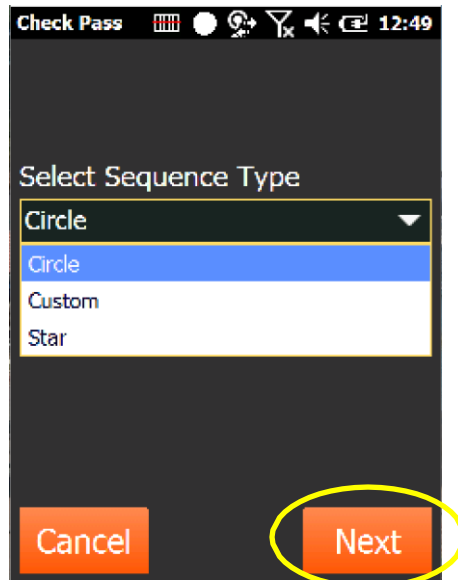 Check Pass 12:49
Select Sequence Type
Circle
Circle
Custom
Star
Cancel Next